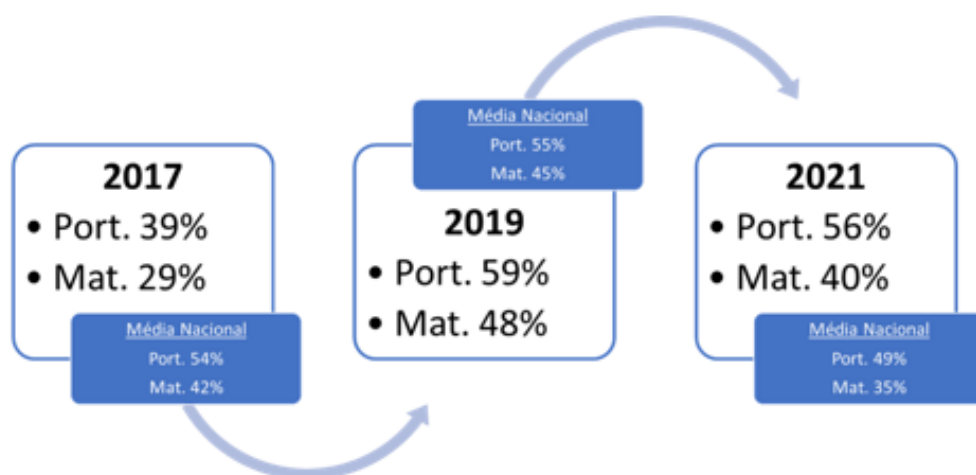 2017
• Port. 39%
• Mat. 29%
Média Nacional
Port. 54%
Mat. 42%
Média Nacional
Port. 55%
Mat. 45%
2019
• Port. 59%
• Mat. 48%
2021
• Port. 56%
• Mat. 40%
Média Nacional
Port. 49%
Mat. 35%